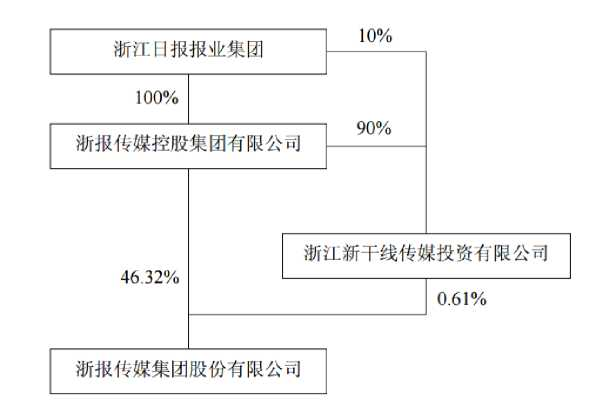 浙江日报报业集团
10%
100%
浙报传媒控股集团有限公司
90%
浙江新干线传媒投资有限公司
46.32%
0.61%
浙报传媒集团股份有限公司